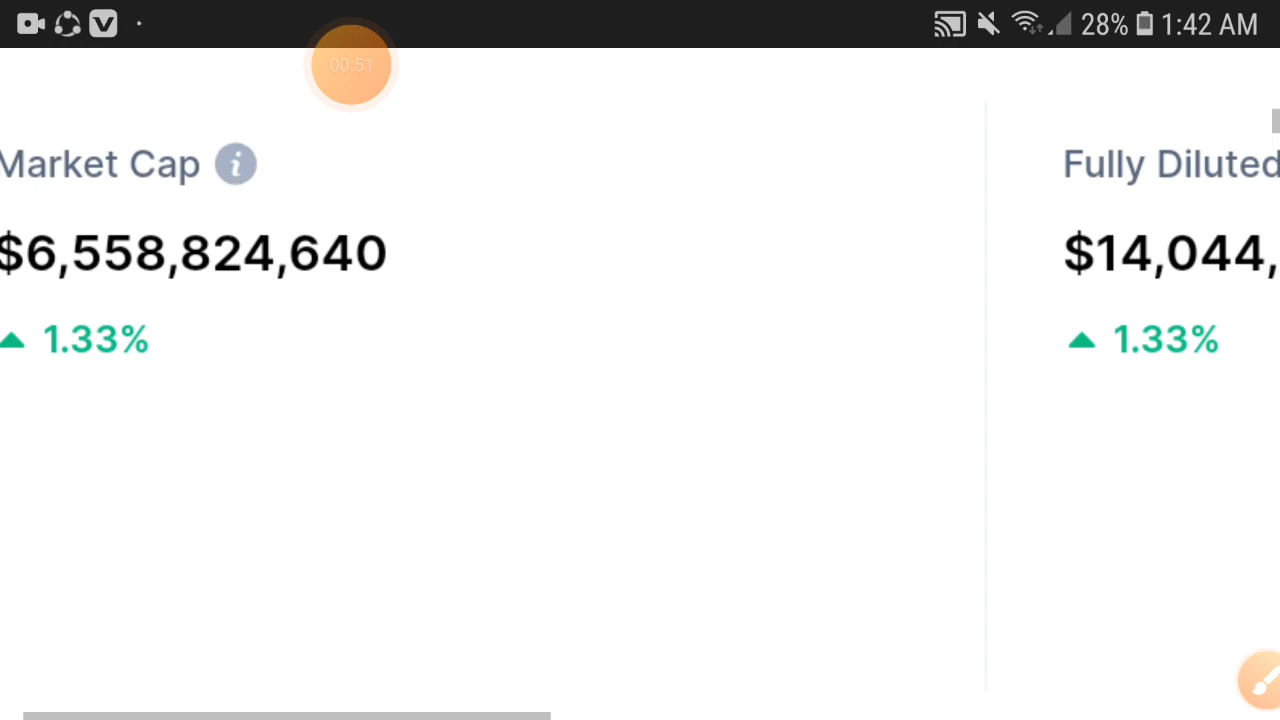 28% 1:42 AM
00:51
Market Cap i
Fully Diluted
$6,558,824,640
$14,044,
1.33%
1.33%